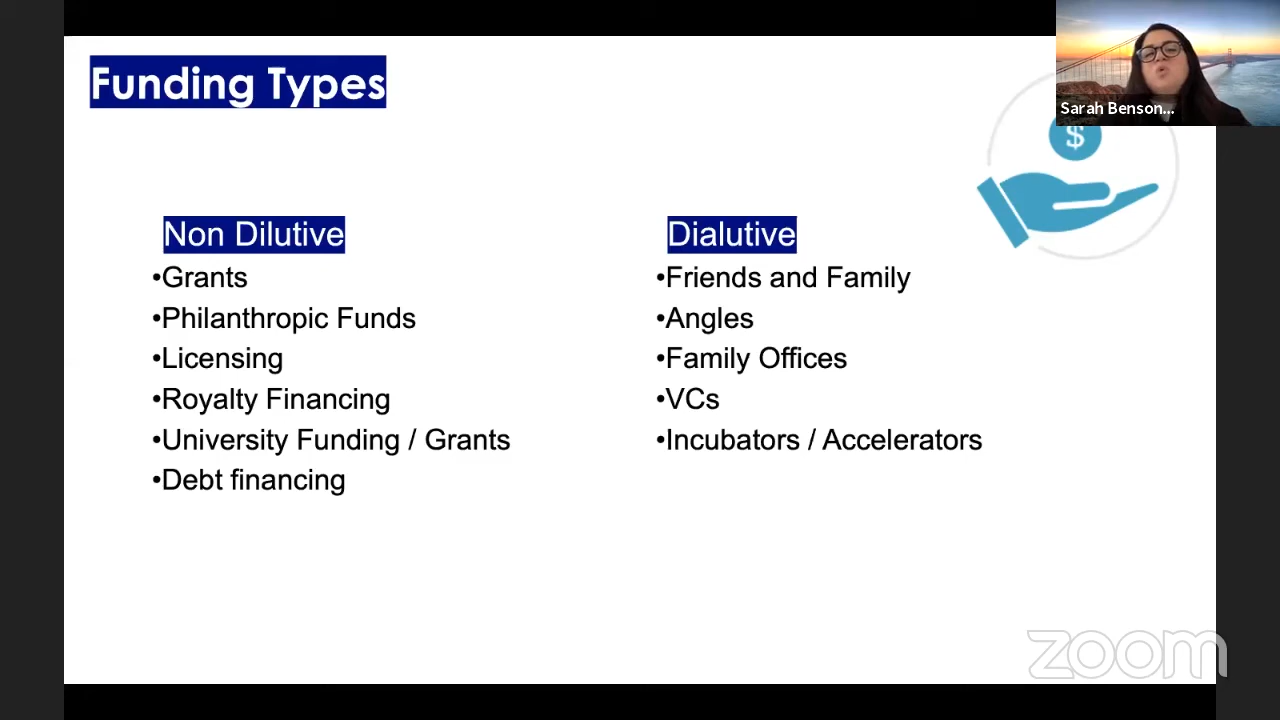 Funding Types
Sarah Benson...
$
Non Dilutive
•Grants
•Philanthropic Funds
•Licensing
•Royalty Financing
•University Funding / Grants
•Debt financing
Dialutive
•Friends and Family
•Angles
•Family Offices
•VCs
•Incubators / Accelerators
zoom